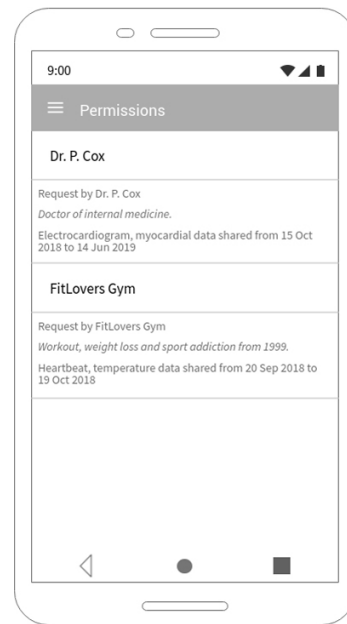 9:00
Permissions
Dr. P. Cox
Request by Dr. P. Cox
Doctor of internal medicine.
Electrocardiogram, myocardial data shared from 15 Oct
2018 to 14 Jun 2019
FitLovers Gym
Request by FitLovers Gym
Workout, weight loss and sport addiction from 1999.
Heartbeat, temperature data shared from 20 Sep 2018 to
19 Oct 2018